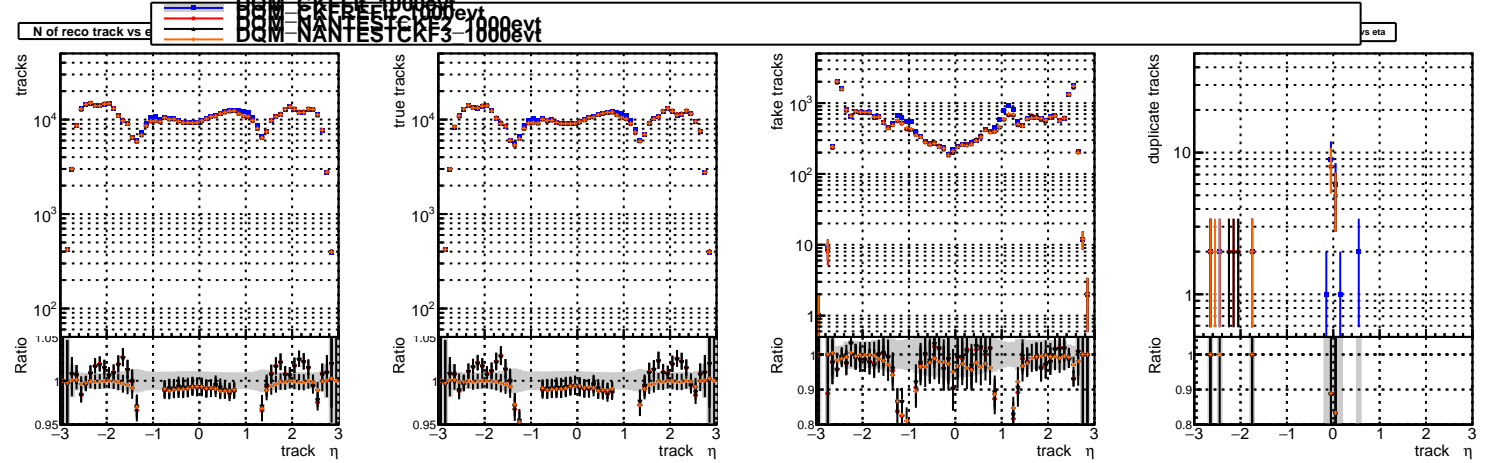 DQM_CKFREFIT_1000evt
DQM_NANTESTCKF2_1000evt
DQM_NANTESTCKF3_1000evt
N of reco track vs e
vs eta
tracks
10⁴
10³
10²
Ratio
1.05
1
0.95
−3 −2 −1 0 1 2 3
track η
true tracks
10⁴
10³
10²
Ratio
1.05
1
0.95
−3 −2 −1 0 1 2 3
track η
fake tracks
10³
10²
10
1
Ratio
1
0.9
0.8
−3 −2 −1 0 1 2 3
track η
duplicate tracks
10
1
Ratio
1
0.9
0.8
−3 −2 −1 0 1 2 3
track η